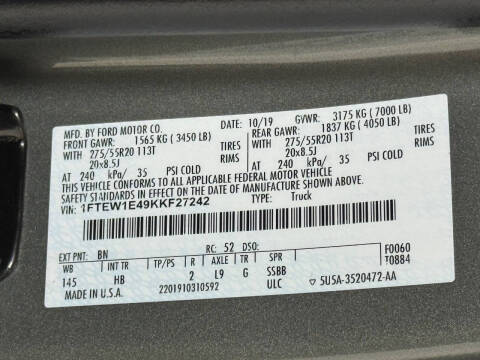 MFD. BY FORD MOTOR CO. 10/19 GVWR: 3175 KG ( 7000 LB)
FRONT GAWR: 1565 KG ( 3450 LB) REAR GAWR: 1837 KG ( 4050 LB)
WITH 275/55R20 113T TIRES WITH 275/55R20 113T TIRES
20x8.5J RIMS 20x8.5J RIMS
AT 240 kPa/ 35 PSI COLD AT 240 kPa/ 35 PSI COLD
THIS VEHICLE CONFORMS TO ALL APPLICABLE FEDERAL MOTOR VEHICLE
SAFETY STANDARDS IN EFFECT ON THE DATE OF MANUFACTURE SHOWN ABOVE.
VIN: 1FTEW1E49KKF27242 TYPE: Truck
EXT PNT: BN RC: 52 DSO: F0060
WB INT TR TP/PS R AXLE TR SPR T0884
145 HB 2 L9 G SSBB
MADE IN U.S.A. 2201910310592 ULC ▽ 5USA-3520472-AA